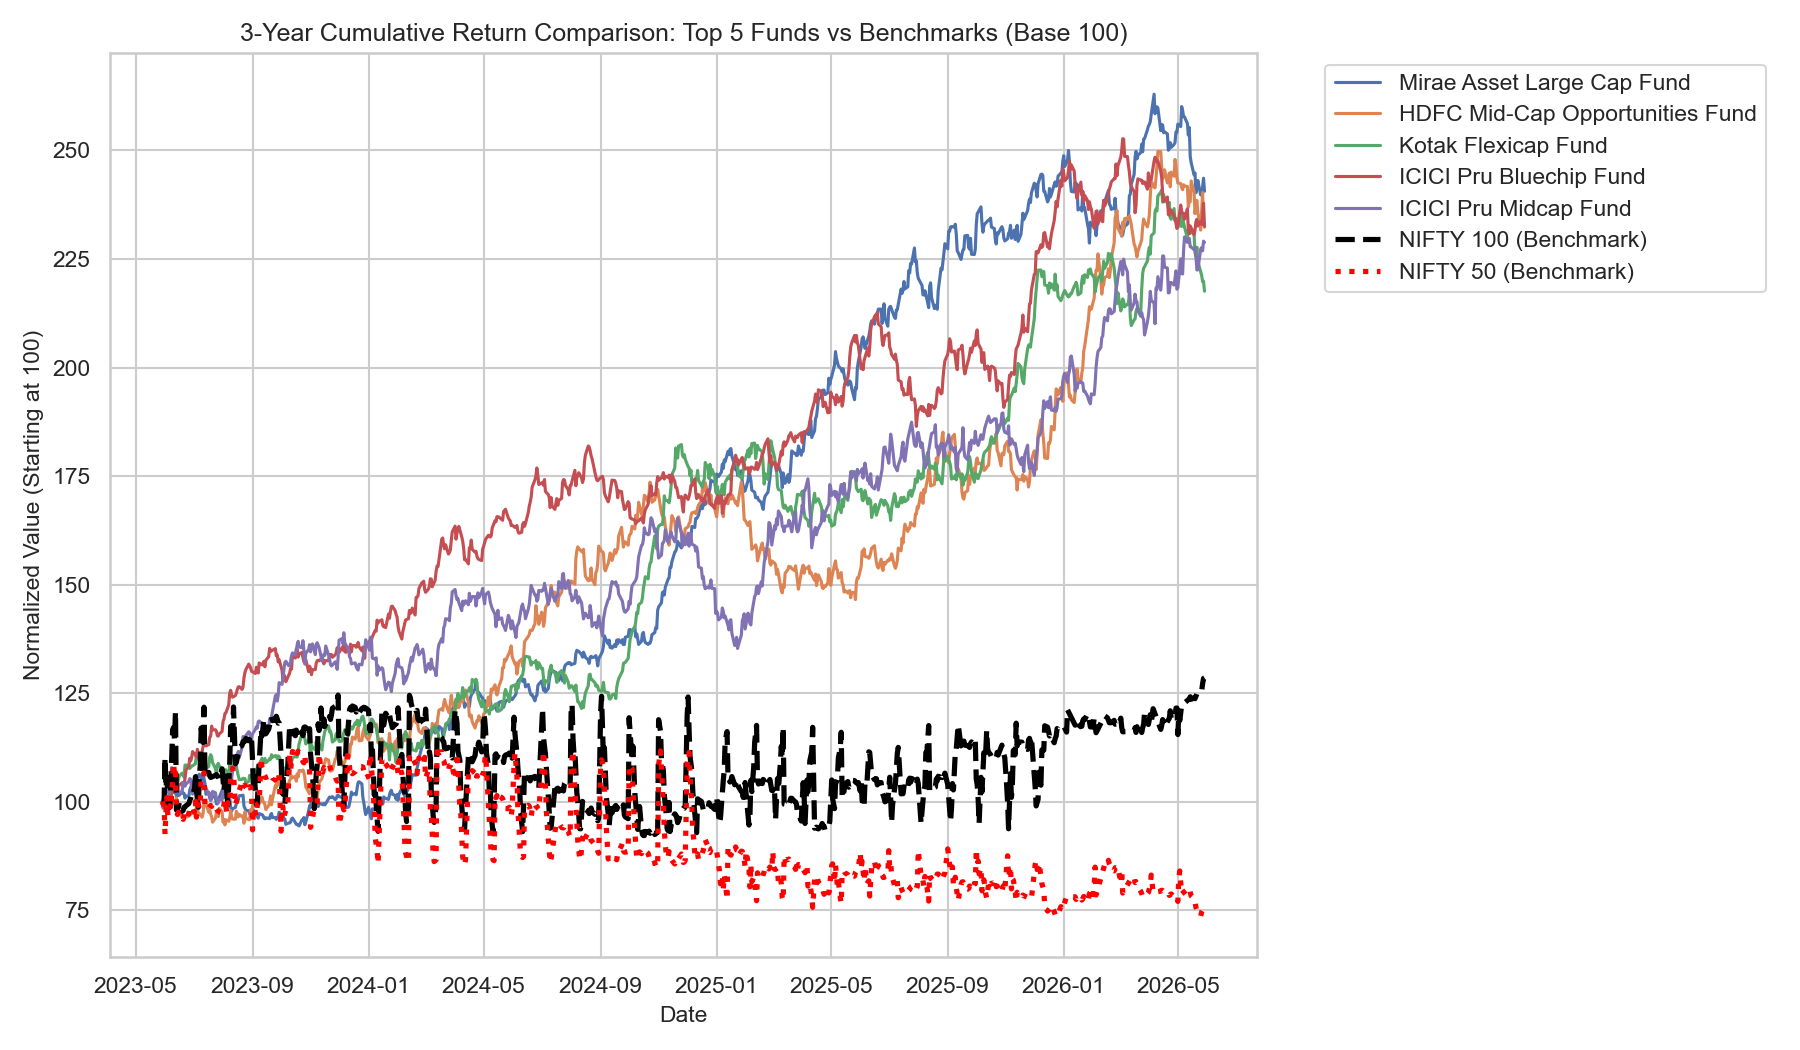 3-Year Cumulative Return Comparison: Top 5 Funds vs Benchmarks (Base 100)
Mirae Asset Large Cap Fund
HDFC Mid-Cap Opportunities Fund
Kotak Flexicap Fund
ICICI Pru Bluechip Fund
ICICI Pru Midcap Fund
NIFTY 100 (Benchmark)
NIFTY 50 (Benchmark)
Normalized Value (Starting at 100)
250
225
200
175
150
125
100
75
2023-05 2023-09 2024-01 2024-05 2024-09 2025-01 2025-05 2025-09 2026-01 2026-05
Date